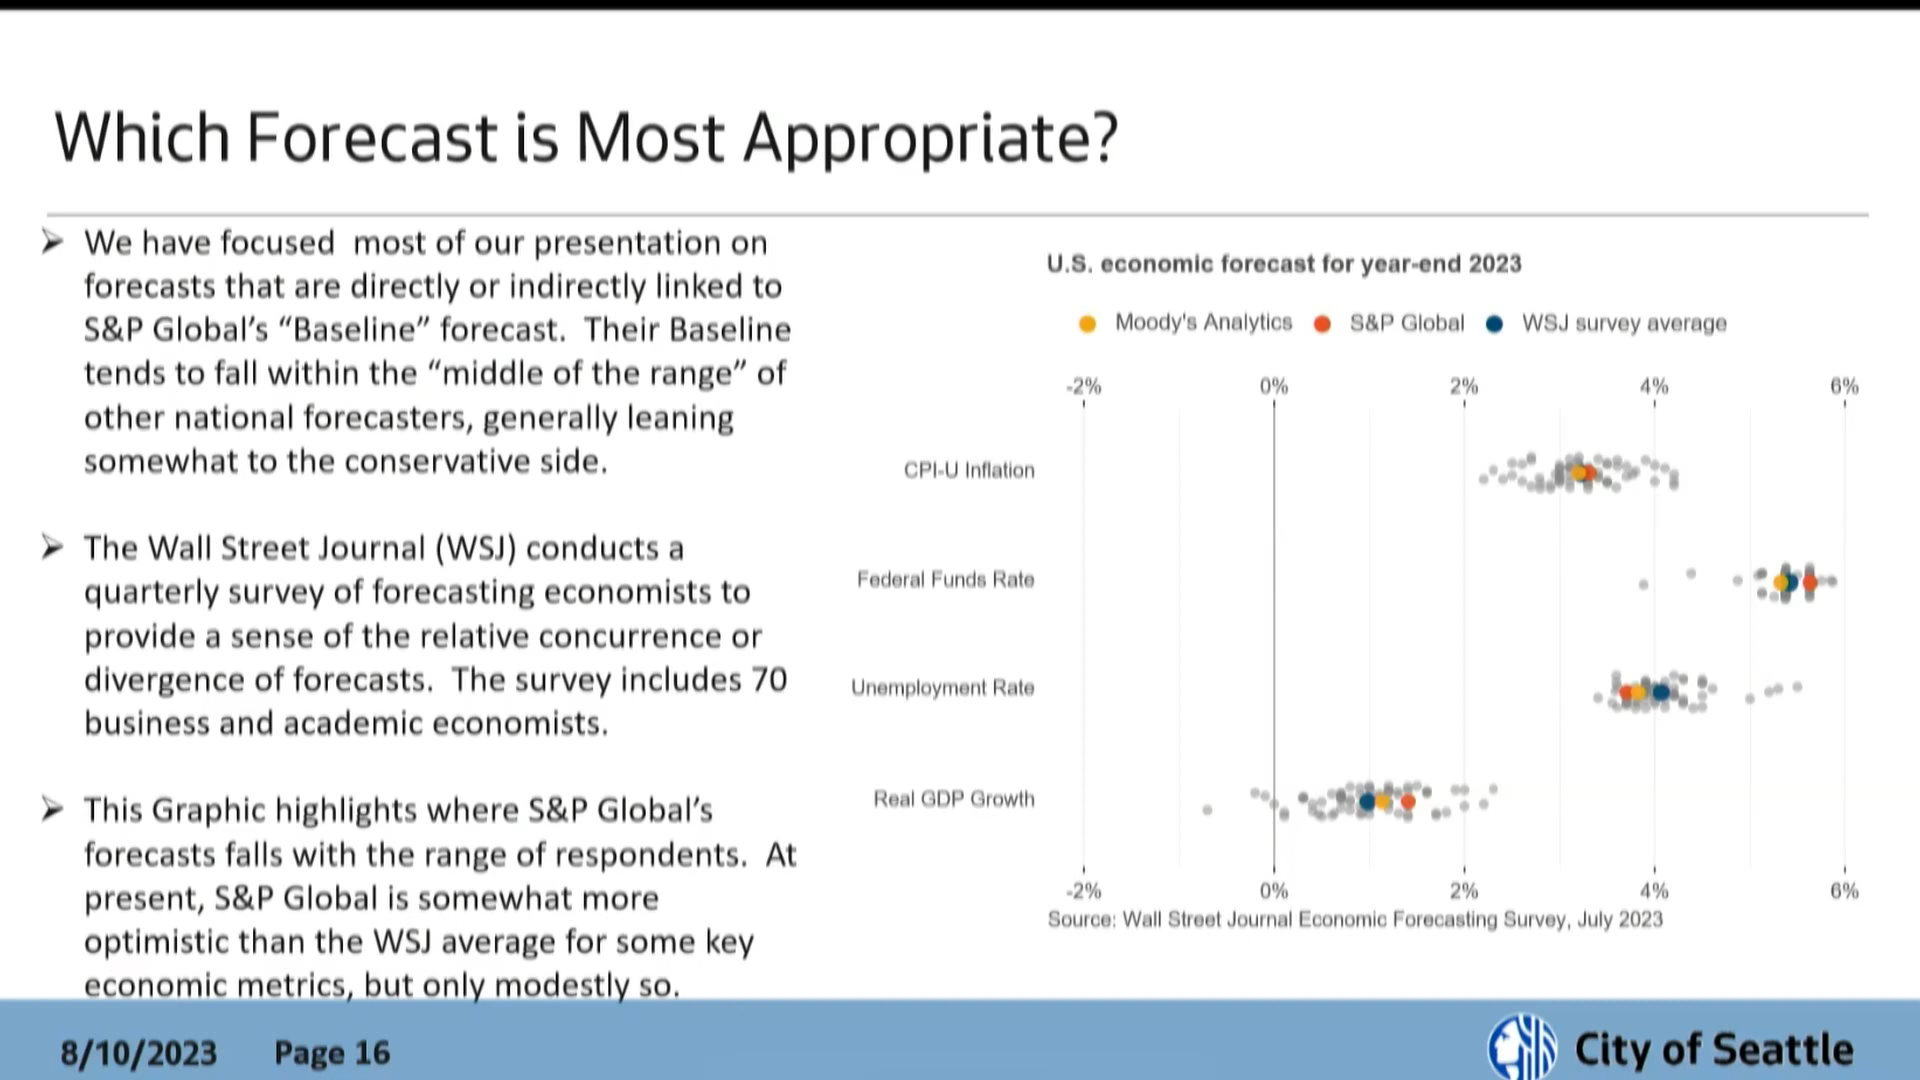 Which Forecast is Most Appropriate?
We have focused most of our presentation on
forecasts that are directly or indirectly linked to
S&P Global’s “Baseline” forecast. Their Baseline
tends to fall within the “middle of the range” of
other national forecasters, generally leaning
somewhat to the conservative side.
The Wall Street Journal (WSJ) conducts a
quarterly survey of forecasting economists to
provide a sense of the relative concurrence or
divergence of forecasts. The survey includes 70
business and academic economists.
This Graphic highlights where S&P Global’s
forecasts falls with the range of respondents. At
present, S&P Global is somewhat more
optimistic than the WSJ average for some key
economic metrics, but only modestly so.
U.S. economic forecast for year-end 2023
Moody's Analytics S&P Global WSJ survey average
-2% 0% 2% 4% 6%
CPI-U Inflation
Federal Funds Rate
Unemployment Rate
Real GDP Growth
-2% 0% 2% 4% 6%
Source: Wall Street Journal Economic Forecasting Survey, July 2023
8/10/2023 Page 16
City of Seattle